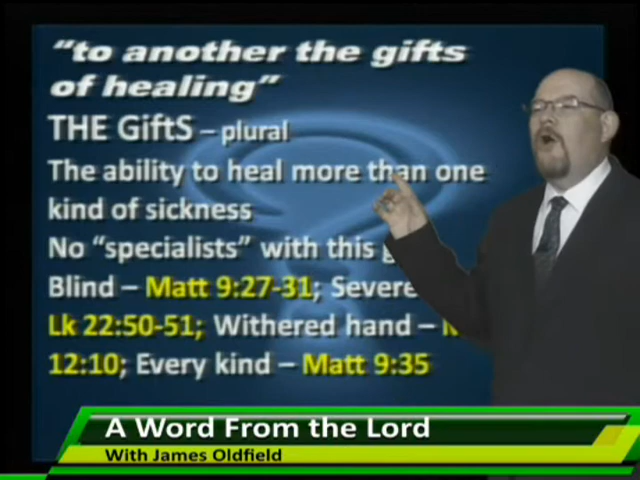 "to another the gifts
of healing"
THE GiftS – plural
The ability to heal more than one
kind of sickness
No "specialists" with this
Blind – Matt 9:27-31; Severe
Lk 22:50-51; Withered hand –
12:10; Every kind – Matt 9:35
A Word From the Lord
With James Oldfield